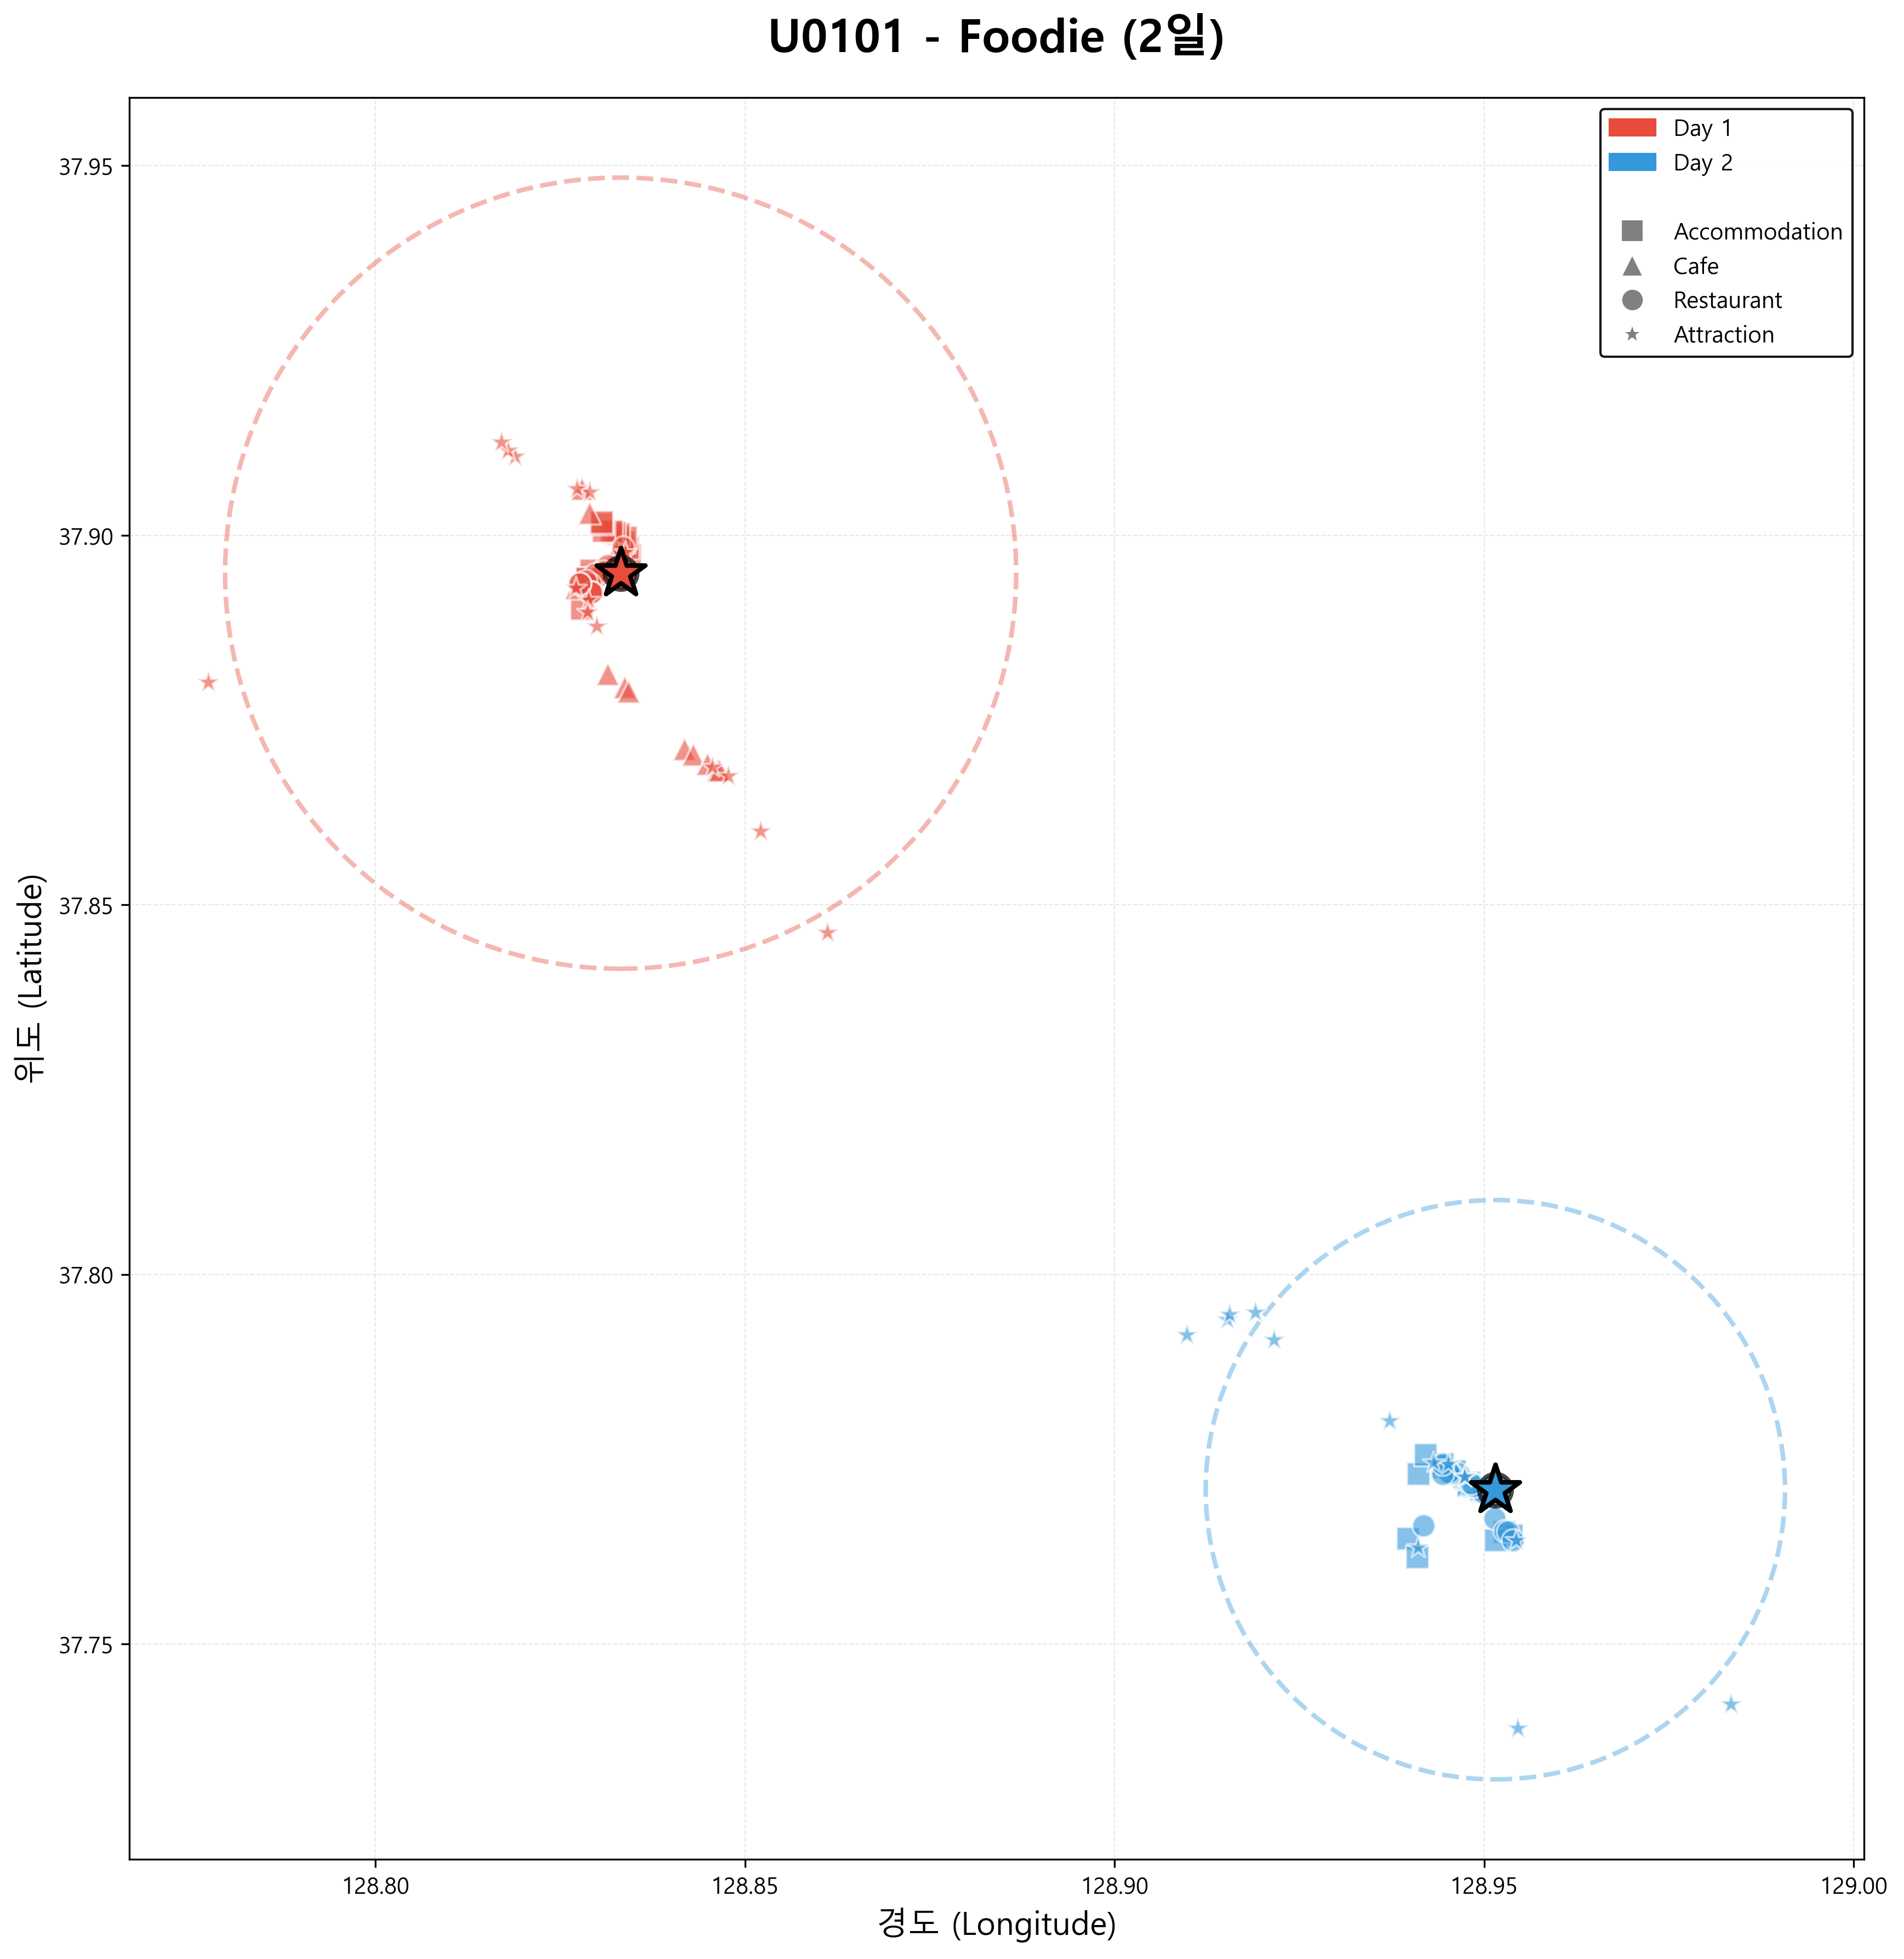 U0101 - Foodie (2일)
Day 1
Day 2
Accommodation
Cafe
Restaurant
Attraction
위도 (Latitude)
37.95
37.90
37.85
37.80
37.75
128.80
128.85
128.90
128.95
129.00
경도 (Longitude)